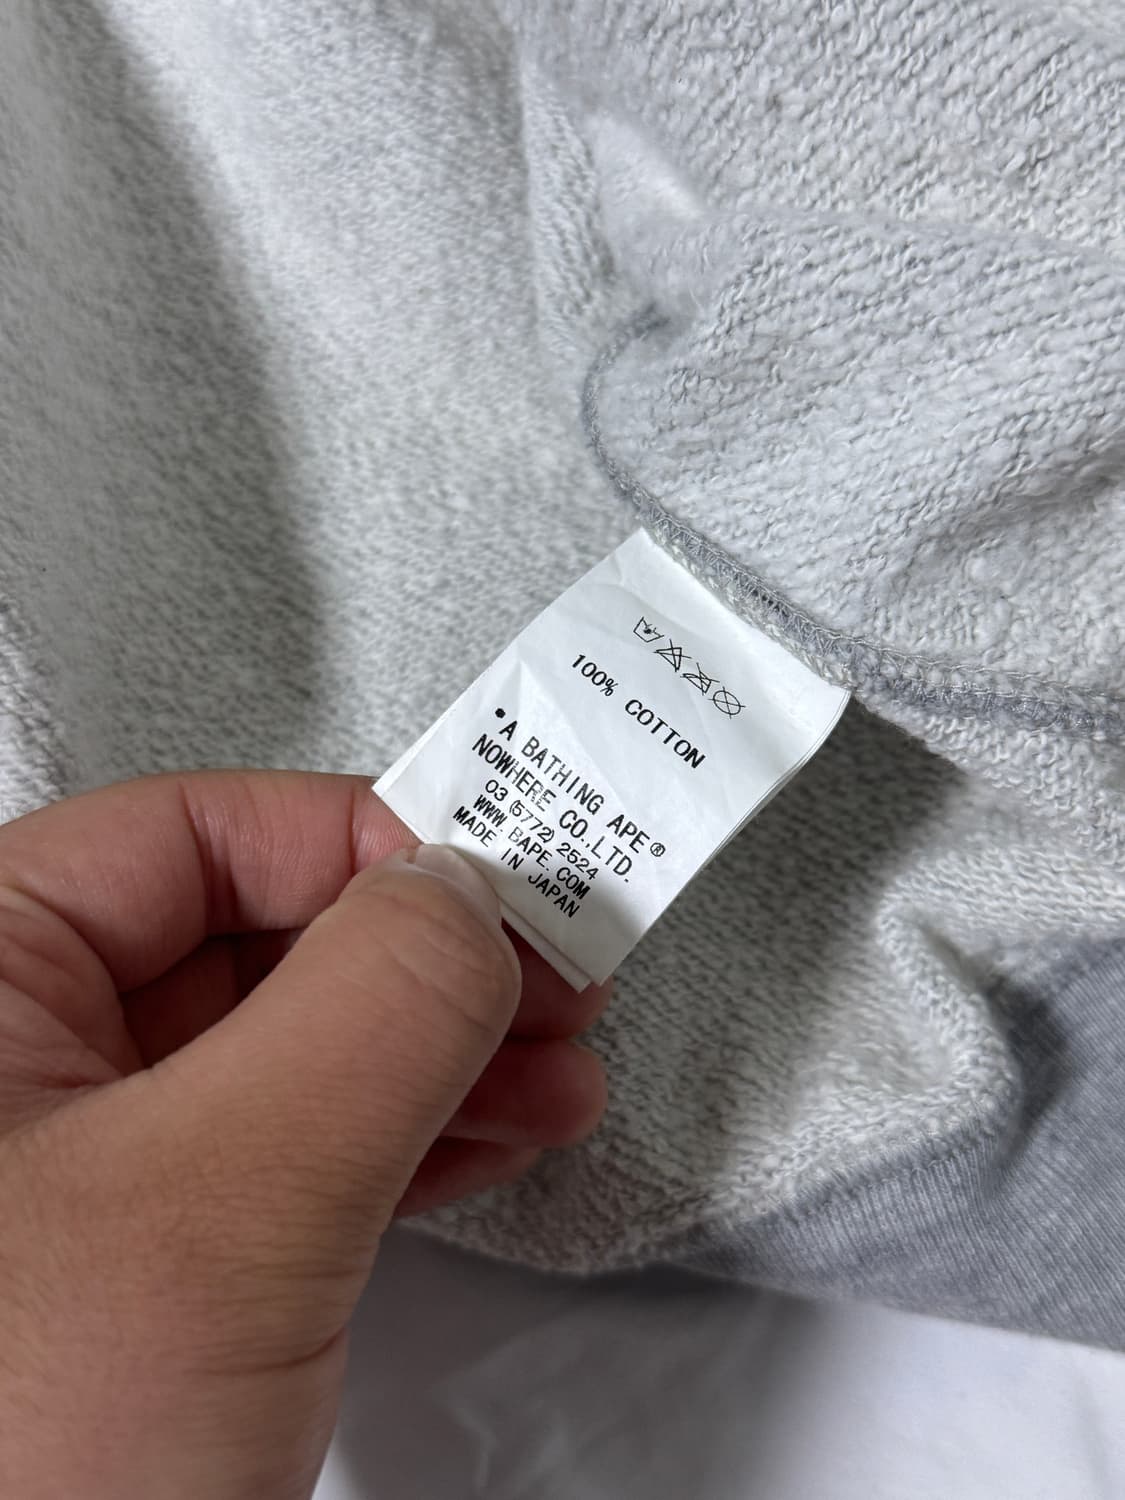 100% COTTON
•A BATHING APE®
NOWHERE CO.,LTD.
03 (5772) 2524
WWW.BAPE.COM
MADE IN JAPAN